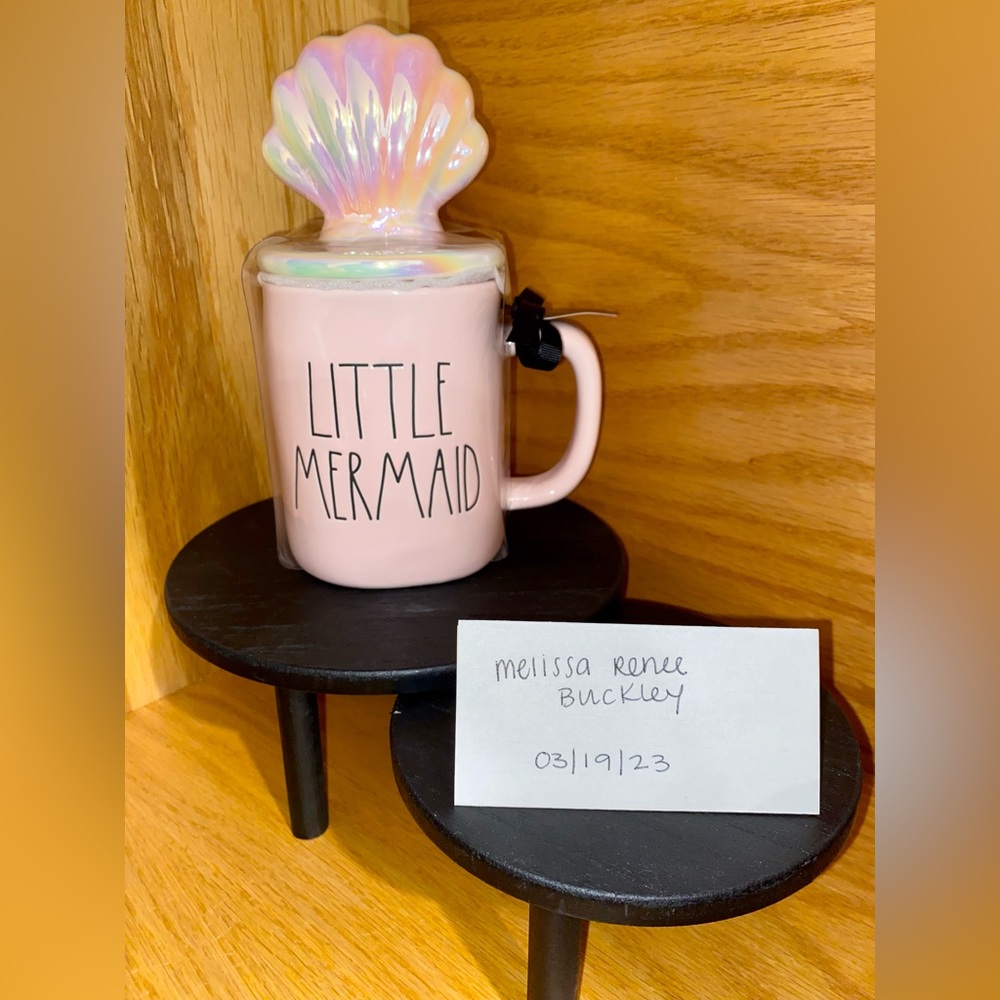 LITTLE
MERMAID
melissa Renee
Buckley
03/19/23